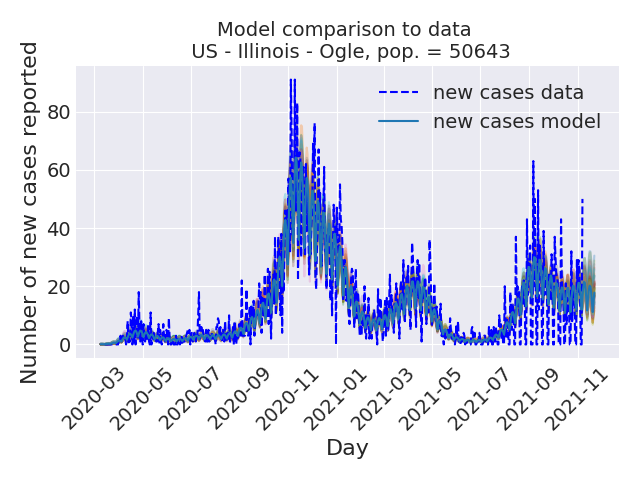 Model comparison to data
US - Illinois - Ogle, pop. = 50643
Number of new cases reported
80
60
40
20
0
new cases data
new cases model
2020-03
2020-05
2020-07
2020-09
2020-11
2021-01
2021-03
2021-05
2021-07
2021-09
2021-11
Day